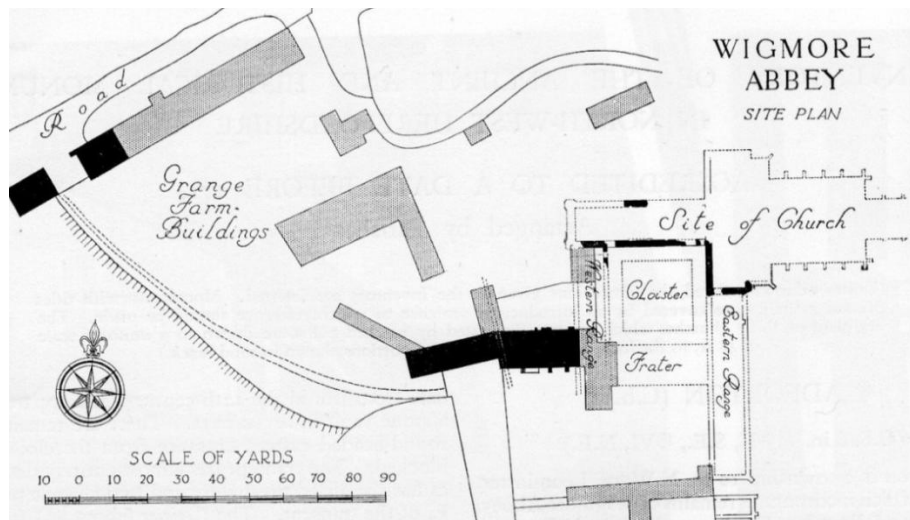 WIGMORE
ABBEY
SITE PLAN
Road
Grange
Farm-
Buildings
Site of Church
Western Range
Cloister
Frater
Eastern Range
SCALE OF YARDS
10 0 10 20 30 40 50 60 70 80 90